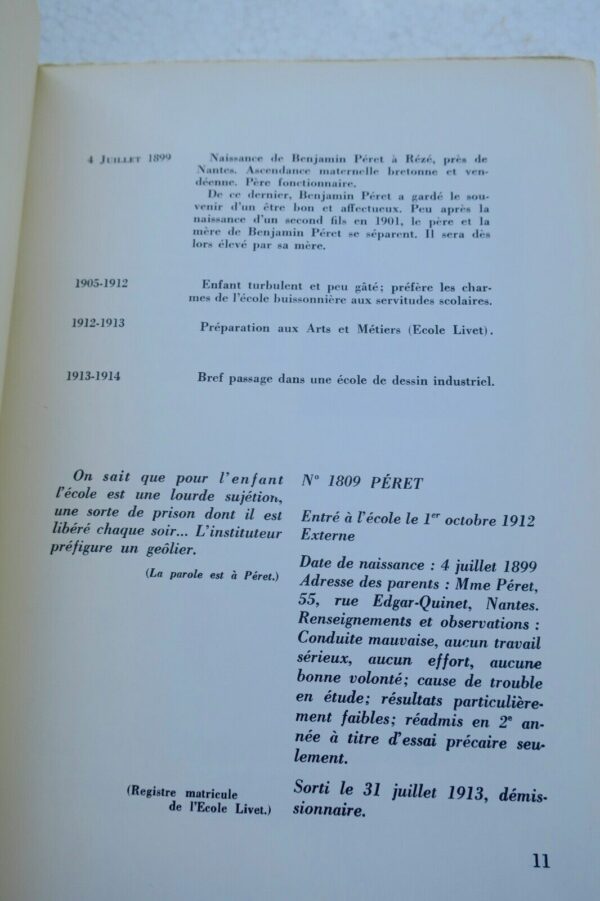 4 Juillet 1899
Naissance de Benjamin Péret à Rézé, près de
Nantes. Ascendance maternelle bretonne et ven-
déenne. Père fonctionnaire.
De ce dernier, Benjamin Péret a gardé le sou-
venir d'un être bon et affectueux. Peu après la
naissance d'un second fils en 1901, le père et la
mère de Benjamin Péret se séparent. Il sera dès
lors élevé par sa mère.
1905-1912
Enfant turbulent et peu gâté; préfère les char-
mes de l'école buissonnière aux servitudes scolaires.
1912-1913
Préparation aux Arts et Métiers (Ecole Livet).
1913-1914
Bref passage dans une école de dessin industriel.
On sait que pour l'enfant
l'école est une lourde sujétion,
une sorte de prison dont il est
libéré chaque soir... L'instituteur
préfigure un geôlier.
(La parole est à Péret.)
N° 1809 PÉRET
Entré à l'école le 1er octobre 1912
Externe
Date de naissance : 4 juillet 1899
Adresse des parents : Mme Péret,
55, rue Edgar-Quinet, Nantes.
Renseignements et observations :
Conduite mauvaise, aucun travail
sérieux, aucun effort, aucune
bonne volonté; cause de trouble
en étude; résultats particulière-
ment faibles; réadmis en 2e an-
née à titre d'essai précaire seu-
lement.
(Registre matricule
de l'Ecole Livet.)
Sorti le 31 juillet 1913, démis-
sionnaire.
11